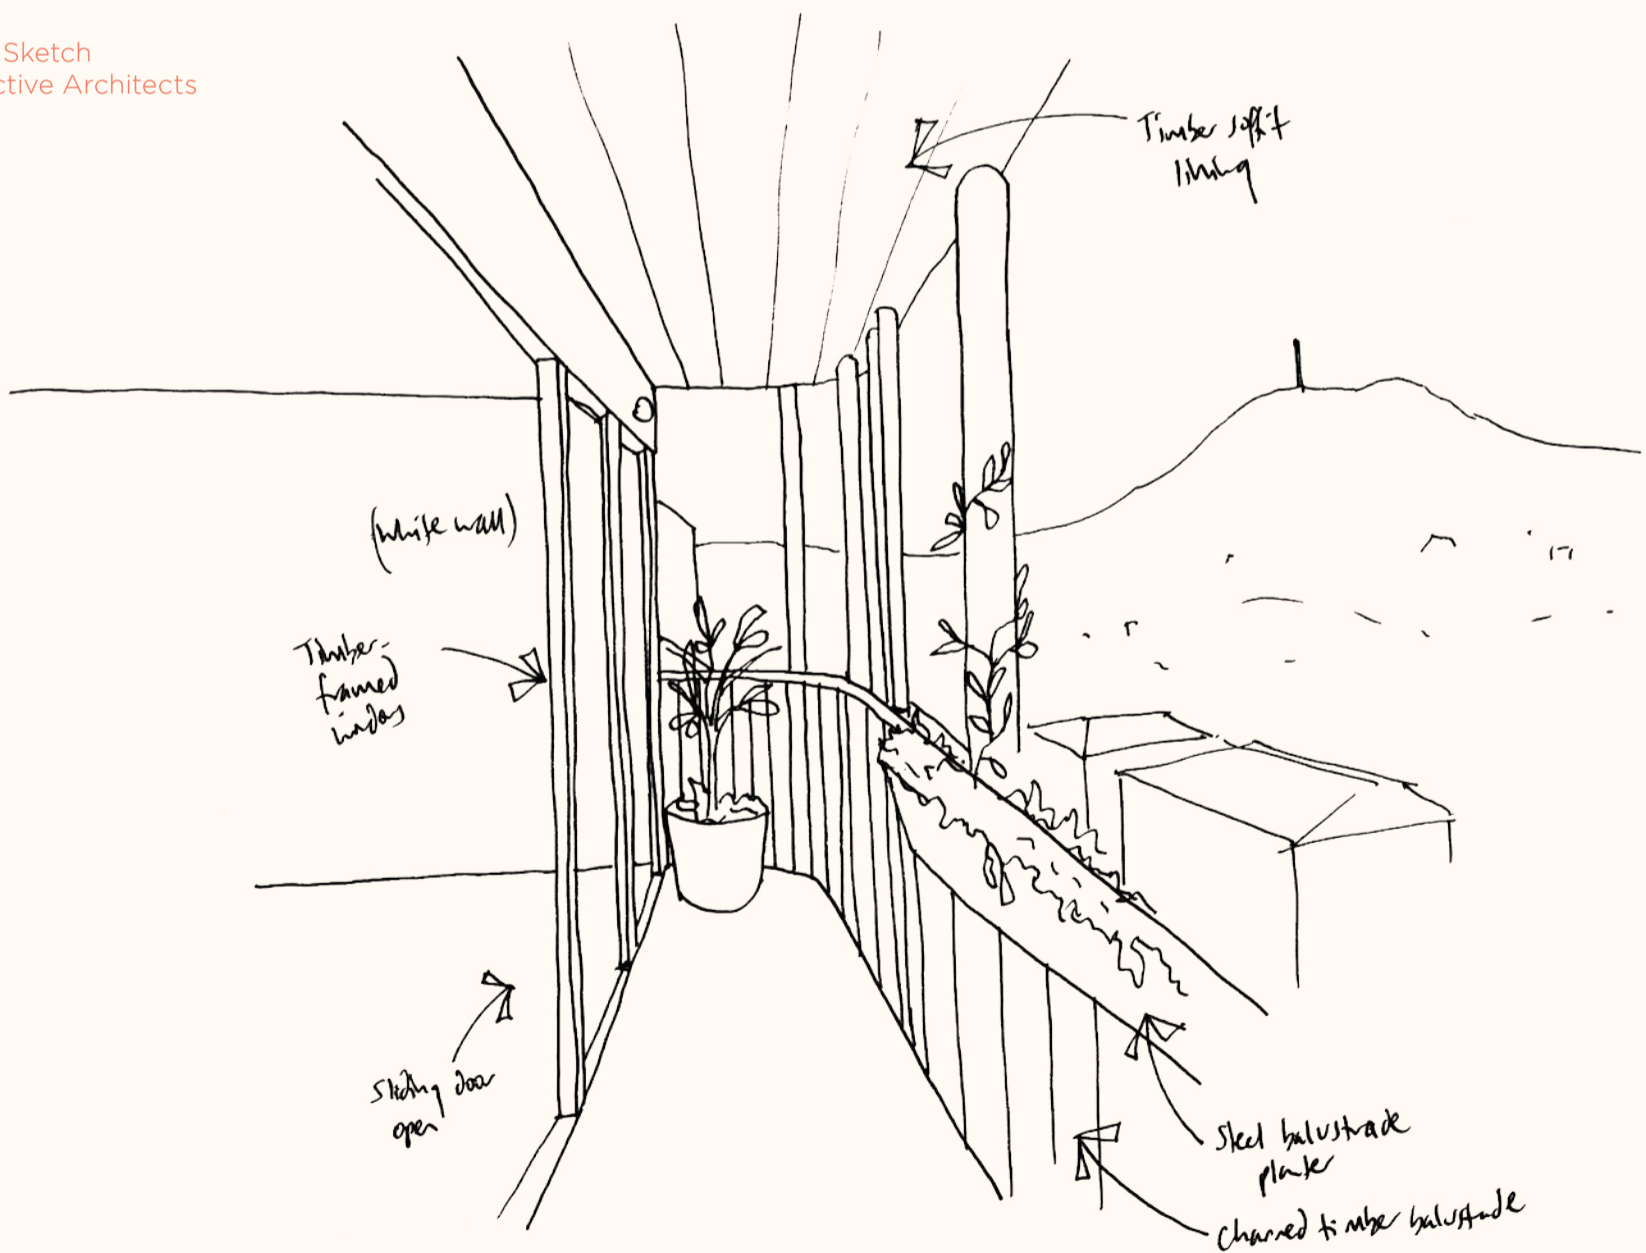 Sketch
ctive Architects
Timber soffit
lining
(white wall)
Timber-
framed
windows
Sliding door
open
Steel balustrade
planter
Charred timber balustrade